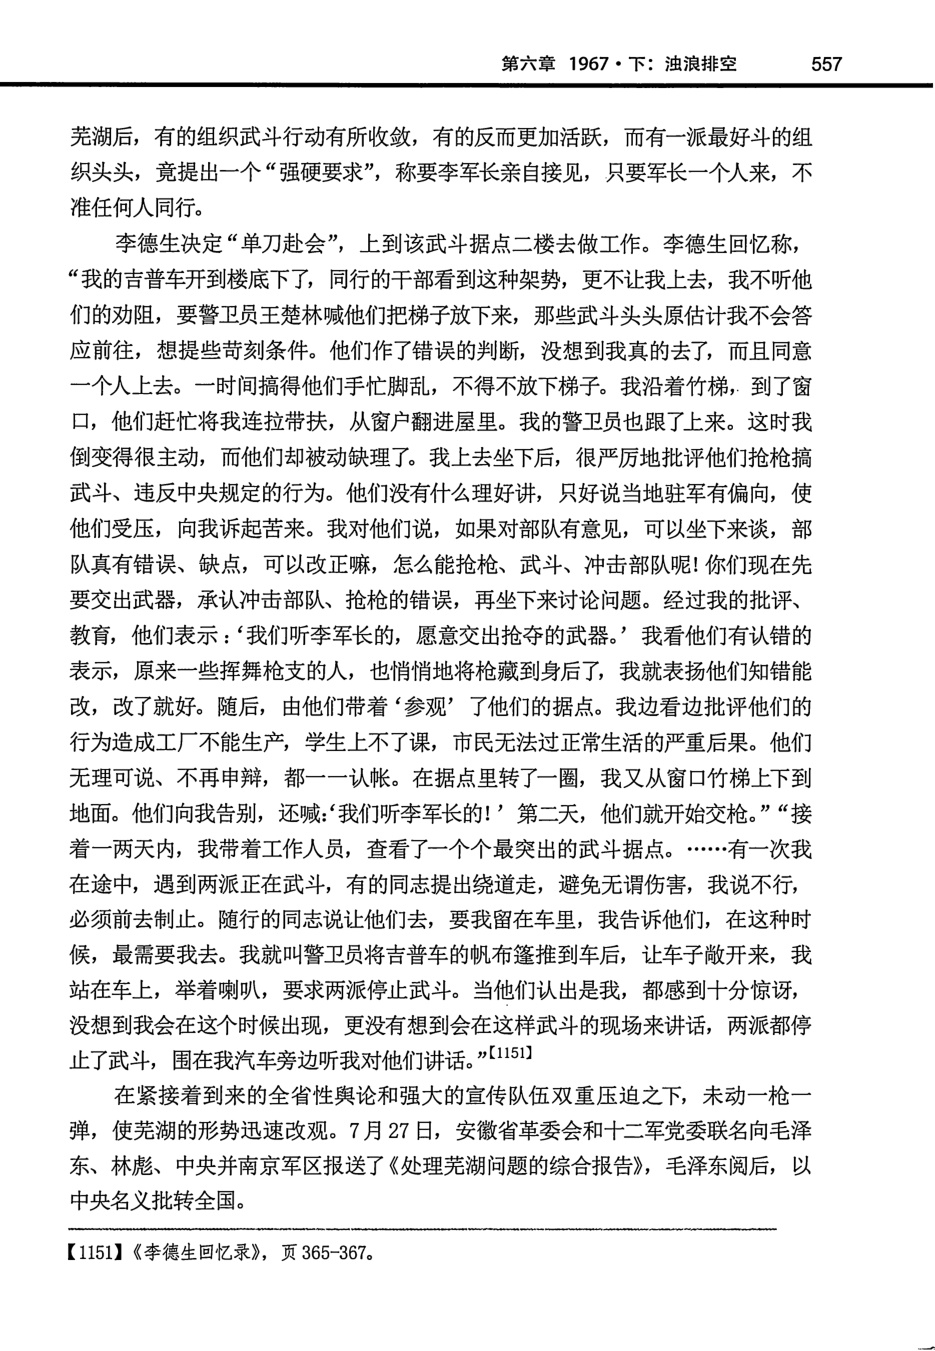 第六章 1967·下：浊浪排空 557
芜湖后，有的组织武斗行动有所收敛，有的反而更加活跃，而有一派最好斗的组
织头头，竟提出一个“强硬要求”，称要李军长亲自接见，只要军长一个人来，不
准任何人同行。
李德生决定“单刀赴会”，上到该武斗据点二楼去做工作。李德生回忆称，
“我的吉普车开到楼底下了，同行的干部看到这种架势，更不让我上去，我不听他
们的劝阻，要警卫员王楚林喊他们把梯子放下来，那些武斗头头原估计我不会答
应前往，想提些苛刻条件。他们作了错误的判断，没想到我真的去了，而且同意
一个人上去。一时间搞得他们手忙脚乱，不得不放下梯子。我沿着竹梯，到了窗
口，他们赶忙将我连拉带扶，从窗户翻进屋里。我的警卫员也跟了上来。这时我
倒变得很主动，而他们却被动缺理了。我上去坐下后，很严厉地批评他们抢枪搞
武斗、违反中央规定的行为。他们没有什么理好讲，只好说当地驻军有偏向，使
他们受压，向我诉起苦来。我对他们说，如果对部队有意见，可以坐下来谈，部
队真有错误、缺点，可以改正嘛，怎么能抢枪、武斗、冲击部队呢！你们现在先
要交出武器，承认冲击部队、抢枪的错误，再坐下来讨论问题。经过我的批评、
教育，他们表示：‘我们听李军长的，愿意交出抢夺的武器。’我看他们有认错的
表示，原来一些挥舞枪支的人，也悄悄地将枪藏到身后了，我就表扬他们知错能
改，改了就好。随后，由他们带着‘参观’了他们的据点。我边看边批评他们的
行为造成工厂不能生产，学生上不了课，市民无法过正常生活的严重后果。他们
无理可说、不再申辩，都一一认帐。在据点里转了一圈，我又从窗口竹梯上下到
地面。他们向我告别，还喊：‘我们听李军长的！’第二天，他们就开始交枪。”“接
着一两天内，我带着工作人员，查看了一个个最突出的武斗据点。……有一次我
在途中，遇到两派正在武斗，有的同志提出绕道走，避免无谓伤害，我说不行，
必须前去制止。随行的同志说让他们去，要我留在车里，我告诉他们，在这种时
候，最需要我去。我就叫警卫员将吉普车的帆布篷推到车后，让车子敞开来，我
站在车上，举着喇叭，要求两派停止武斗。当他们认出是我，都感到十分惊讶，
没想到我会在这个时候出现，更没有想到会在这样武斗的现场来讲话，两派都停
止了武斗，围在我汽车旁边听我对他们讲话。”【1151】
在紧接着到来的全省性舆论和强大的宣传队伍双重压迫之下，未动一枪一
弹，使芜湖的形势迅速改观。7月27日，安徽省革委会和十二军党委联名向毛泽
东、林彪、中央并南京军区报送了《处理芜湖问题的综合报告》，毛泽东阅后，以
中央名义批转全国。
【1151】《李德生回忆录》，页365-367。